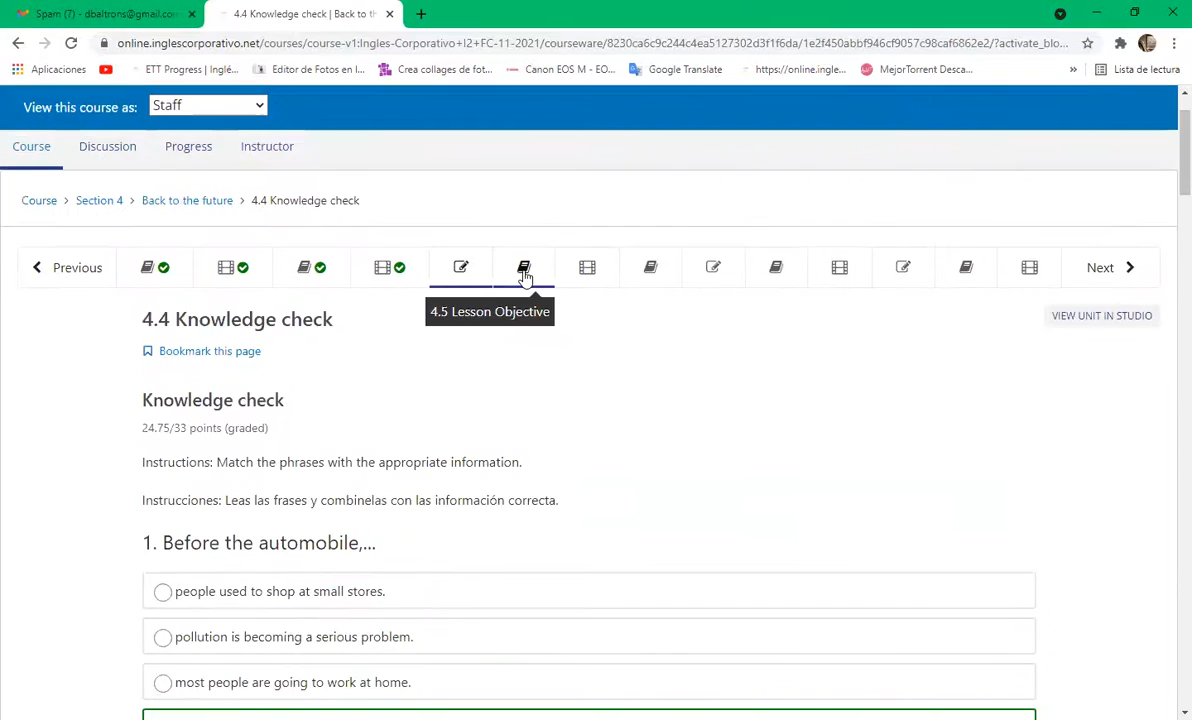 Spam (7) - dbaltrons@gmail.com
4.4 Knowledge check | Back to th
online.inglescorporativo.net/courses/course-v1:Ingles-Corporativo+I2+FC-11-2021/courseware/8230ca6c9c244c4ea5127302d3f1f6da/1e2f450abbf946cf9057c98caf6862e2/?activate_blo...
Aplicaciones
ETT Progress | Inglé...
Editor de Fotos en l...
Crea collages de fot...
Canon EOS M - EO...
Google Translate
https://online.ingle...
MejorTorrent Desca...
»
Lista de lectura
View this course as: Staff
Course Discussion Progress Instructor
Course > Section 4 > Back to the future > 4.4 Knowledge check
Previous
Next
4.5 Lesson Objective
4.4 Knowledge check
VIEW UNIT IN STUDIO
Bookmark this page
Knowledge check
24.75/33 points (graded)
Instructions: Match the phrases with the appropriate information.
Instrucciones: Leas las frases y combinelas con las información correcta.
1. Before the automobile,...
people used to shop at small stores.
pollution is becoming a serious problem.
most people are going to work at home.